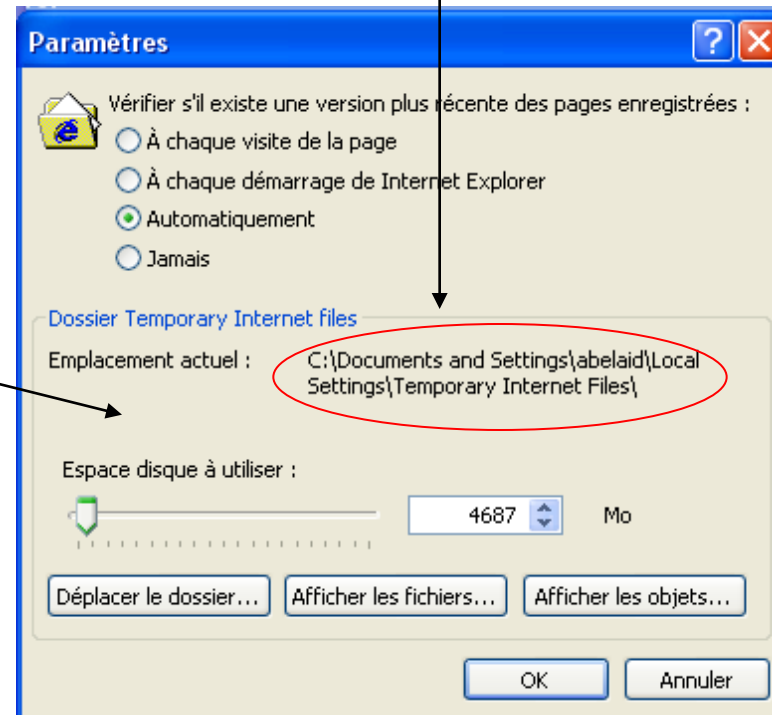 Paramètres
Vérifier s'il existe une version plus récente des pages enregistrées :
À chaque visite de la page
À chaque démarrage de Internet Explorer
Automatiquement
Jamais
Dossier Temporary Internet files
Emplacement actuel : C:\Documents and Settings\abelaid\Local
Settings\Temporary Internet Files\
Espace disque à utiliser :
4687 Mo
Déplacer le dossier... Afficher les fichiers... Afficher les objets...
OK Annuler